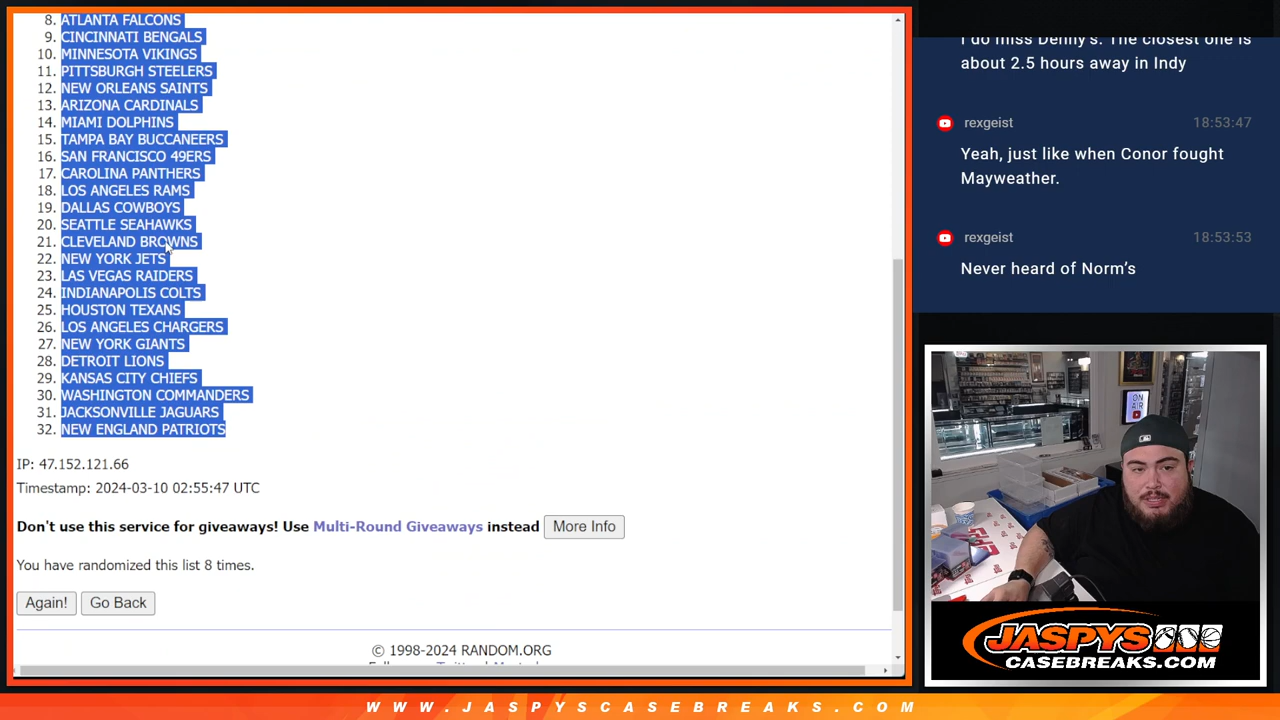 8. ATLANTA FALCONS
9. CINCINNATI BENGALS
10. MINNESOTA VIKINGS
11. PITTSBURGH STEELERS
12. NEW ORLEANS SAINTS
13. ARIZONA CARDINALS
14. MIAMI DOLPHINS
15. TAMPA BAY BUCCANEERS
16. SAN FRANCISCO 49ERS
17. CAROLINA PANTHERS
18. LOS ANGELES RAMS
19. DALLAS COWBOYS
20. SEATTLE SEAHAWKS
21. CLEVELAND BROWNS
22. NEW YORK JETS
23. LAS VEGAS RAIDERS
24. INDIANAPOLIS COLTS
25. HOUSTON TEXANS
26. LOS ANGELES CHARGERS
27. NEW YORK GIANTS
28. DETROIT LIONS
29. KANSAS CITY CHIEFS
30. WASHINGTON COMMANDERS
31. JACKSONVILLE JAGUARS
32. NEW ENGLAND PATRIOTS
IP: 47.152.121.66
Timestamp: 2024-03-10 02:55:47 UTC
Don't use this service for giveaways! Use Multi-Round Giveaways instead More Info
You have randomized this list 8 times.
Again! Go Back
© 1998-2024 RANDOM.ORG
I do miss Denny's. The closest one is
about 2.5 hours away in Indy
rexgeist 18:53:47
Yeah, just like when Conor fought
Mayweather.
rexgeist 18:53:53
Never heard of Norm's
ON
AIR
JASPYS
CASEBREAKS.COM
WWW.JASPYSCASEBREAKS.COM